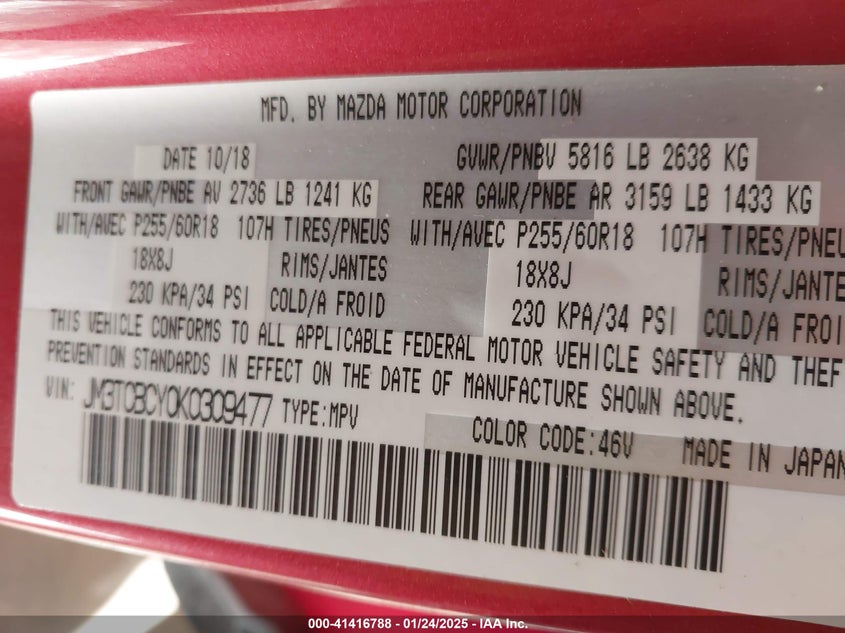 MFD. BY MAZDA MOTOR CORPORATION
DATE 10/18 GVWR/PNBV 5816 LB 2638 KG
FRONT GAWR/PNBE AV 2736 LB 1241 KG REAR GAWR/PNBE AR 3159 LB 1433 KG
WITH/AVEC P255/60R18 107H TIRES/PNEUS WITH/AVEC P255/60R18 107H TIRES/PNEU
18X8J RIMS/JANTES 18X8J RIMS/JANTE
230 KPA/34 PSI COLD/A FROID 230 KPA/34 PSI COLD/A FROI
THIS VEHICLE CONFORMS TO ALL APPLICABLE FEDERAL MOTOR VEHICLE SAFETY AND THEF
PREVENTION STANDARDS IN EFFECT ON THE DATE OF MANUFACTURE SHOWN ABOVE.
VIN: JM3TCBCY0K0309477 TYPE:MPV
COLOR CODE:46V MADE IN JAPAN
000-41416788 - 01/24/2025 - IAAI.COM